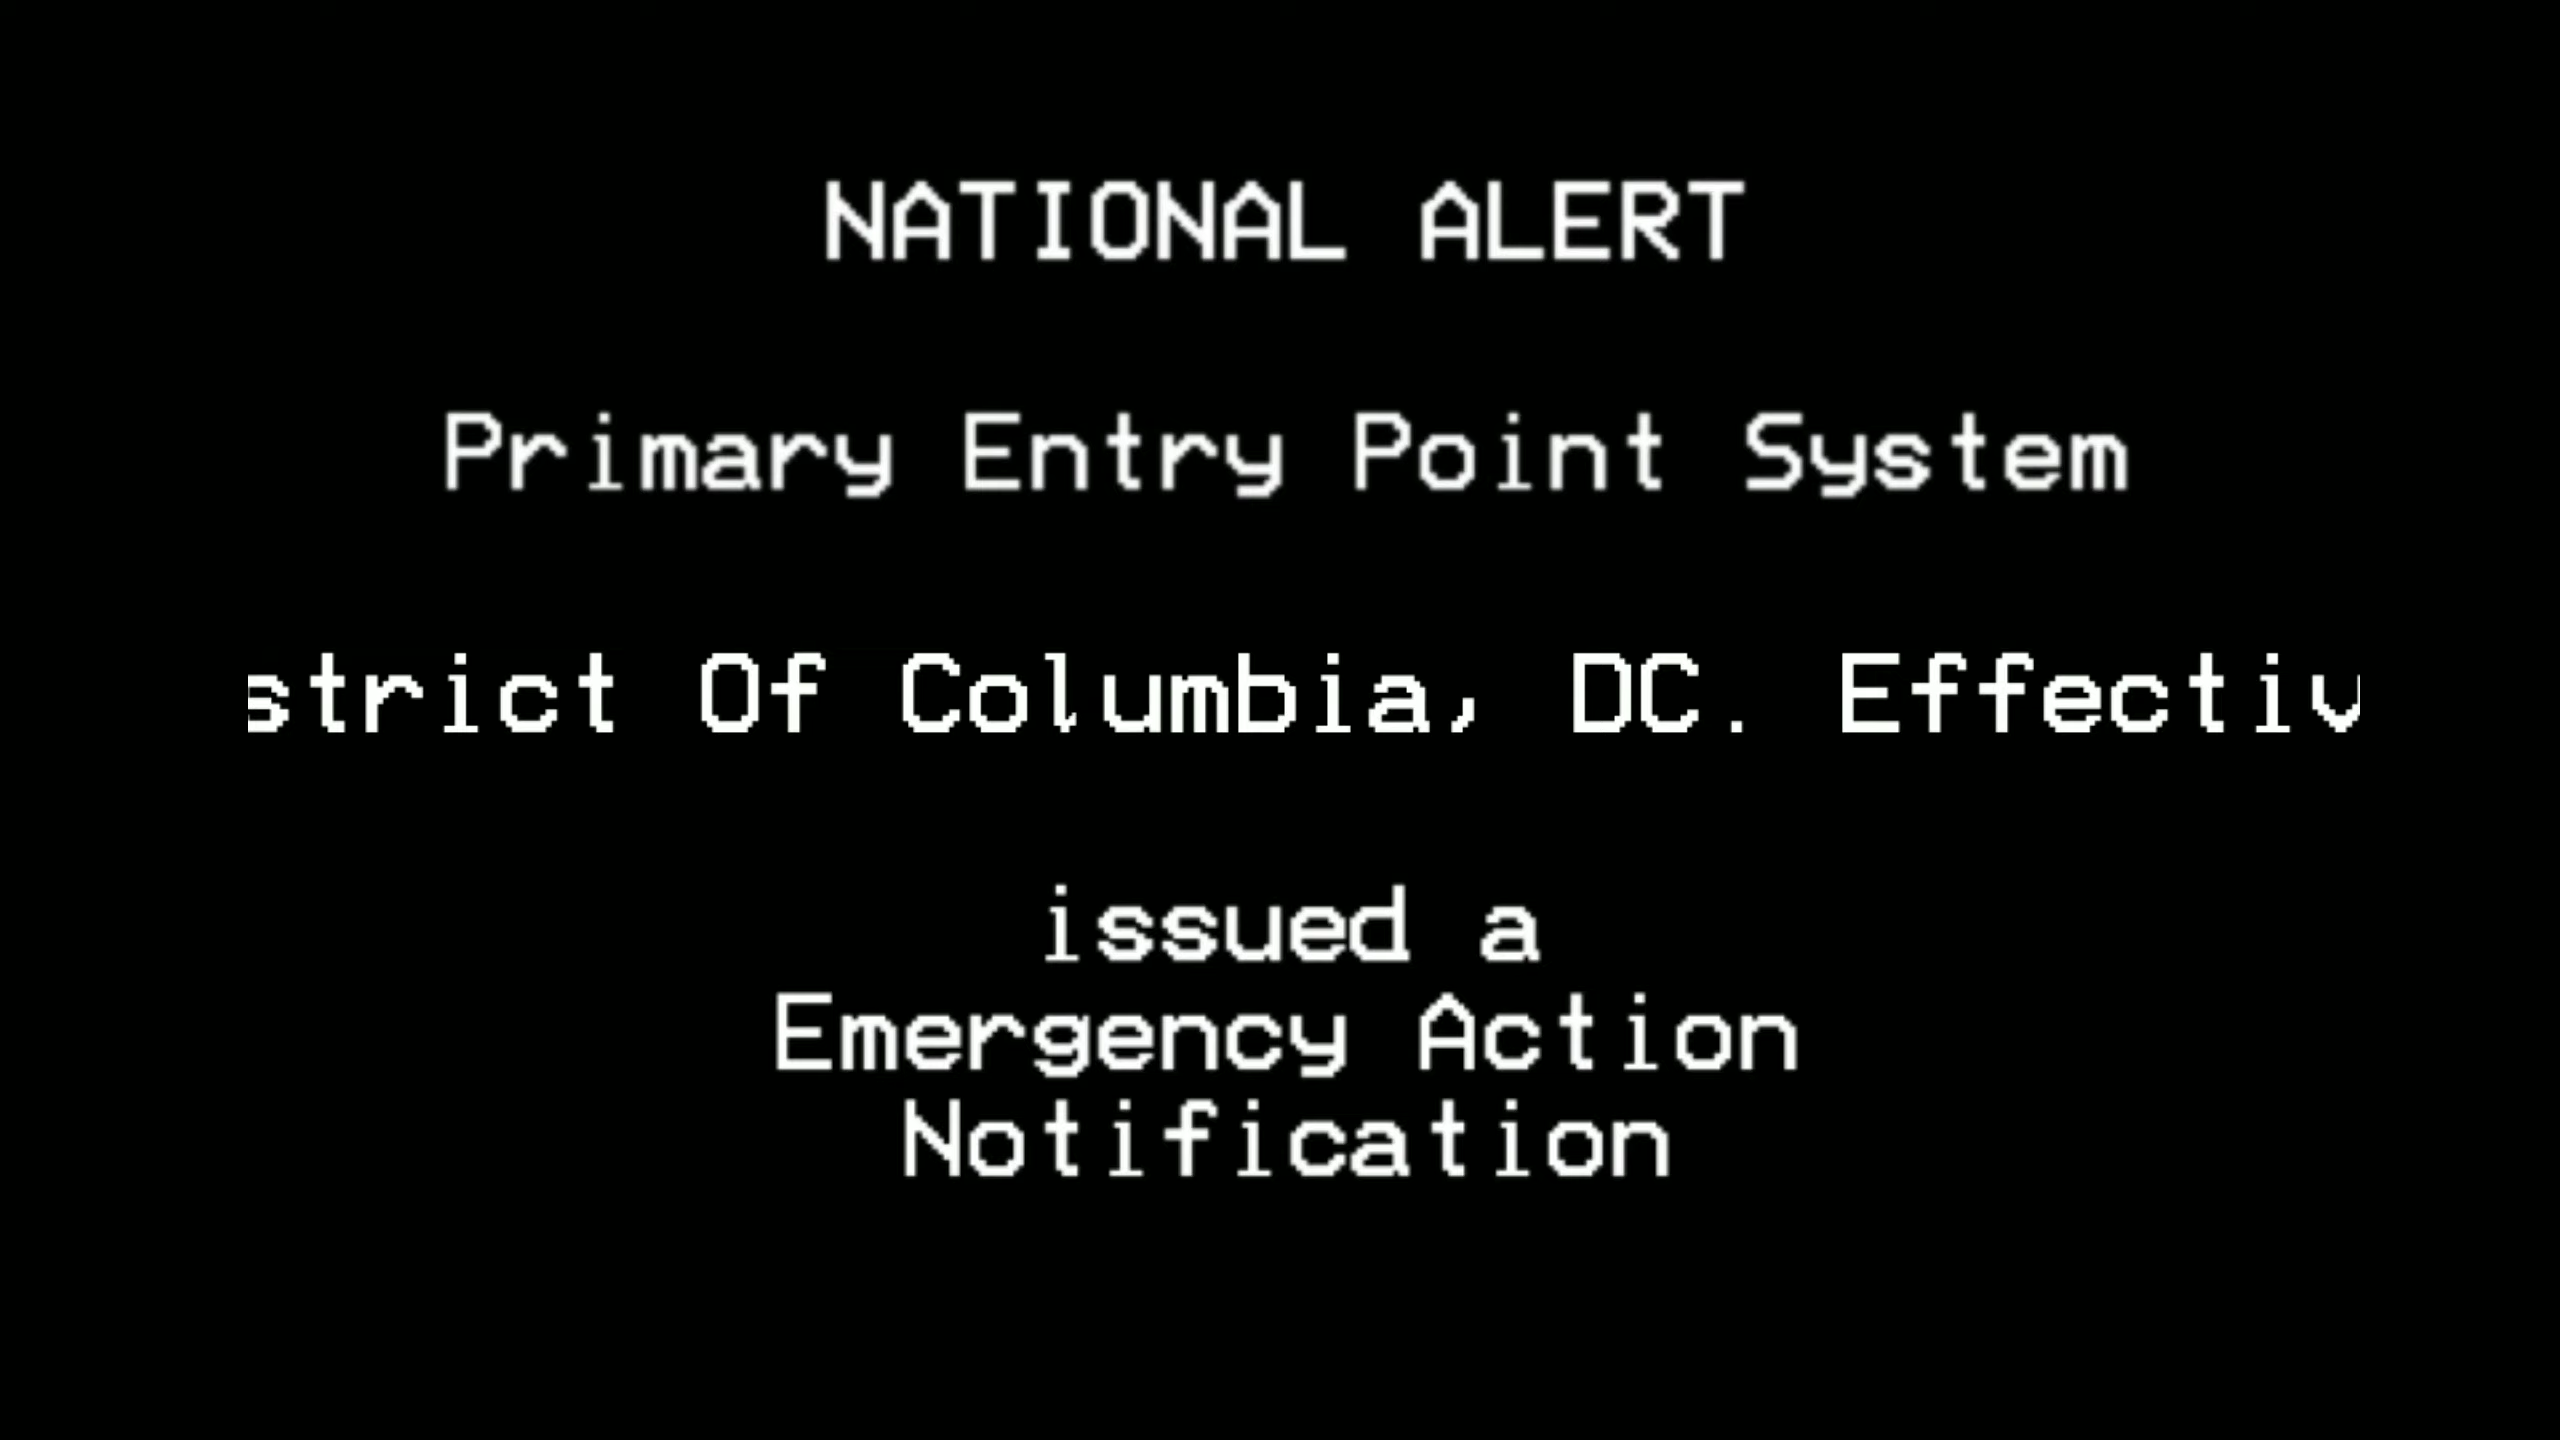 NATIONAL ALERT
Primary Entry Point System
strict Of Columbia, DC. Effectiv
issued a
Emergency Action
Notification